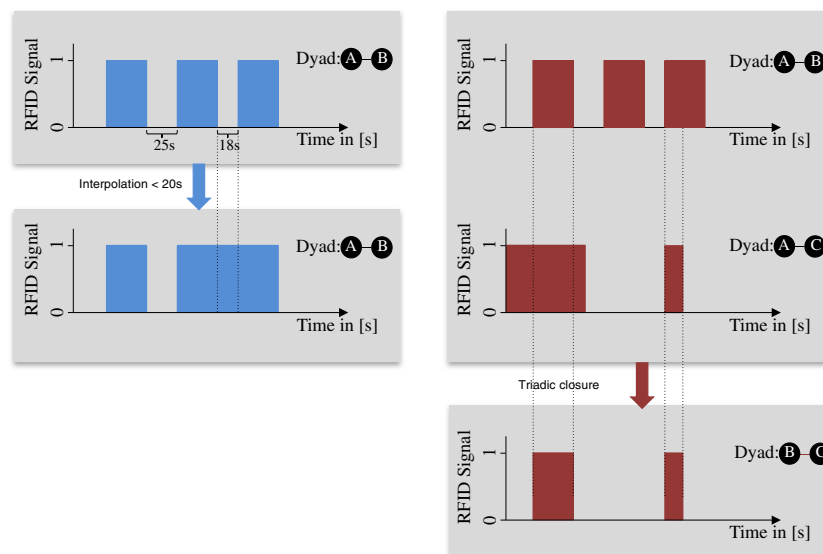 RFID Signal
0 1
Dyad: A B
25s 18s
Time in [s]
Interpolation < 20s
RFID Signal
0 1
Dyad: A B
Time in [s]
RFID Signal
0 1
Dyad: A B
Time in [s]
RFID Signal
0 1
Dyad: A C
Time in [s]
Triadic closure
RFID Signal
0 1
Dyad: B C
Time in [s]